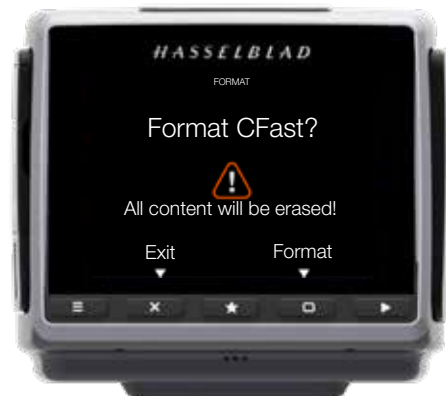 HASSELBLAD
FORMAT
Format CFast?
All content will be erased!
Exit Format